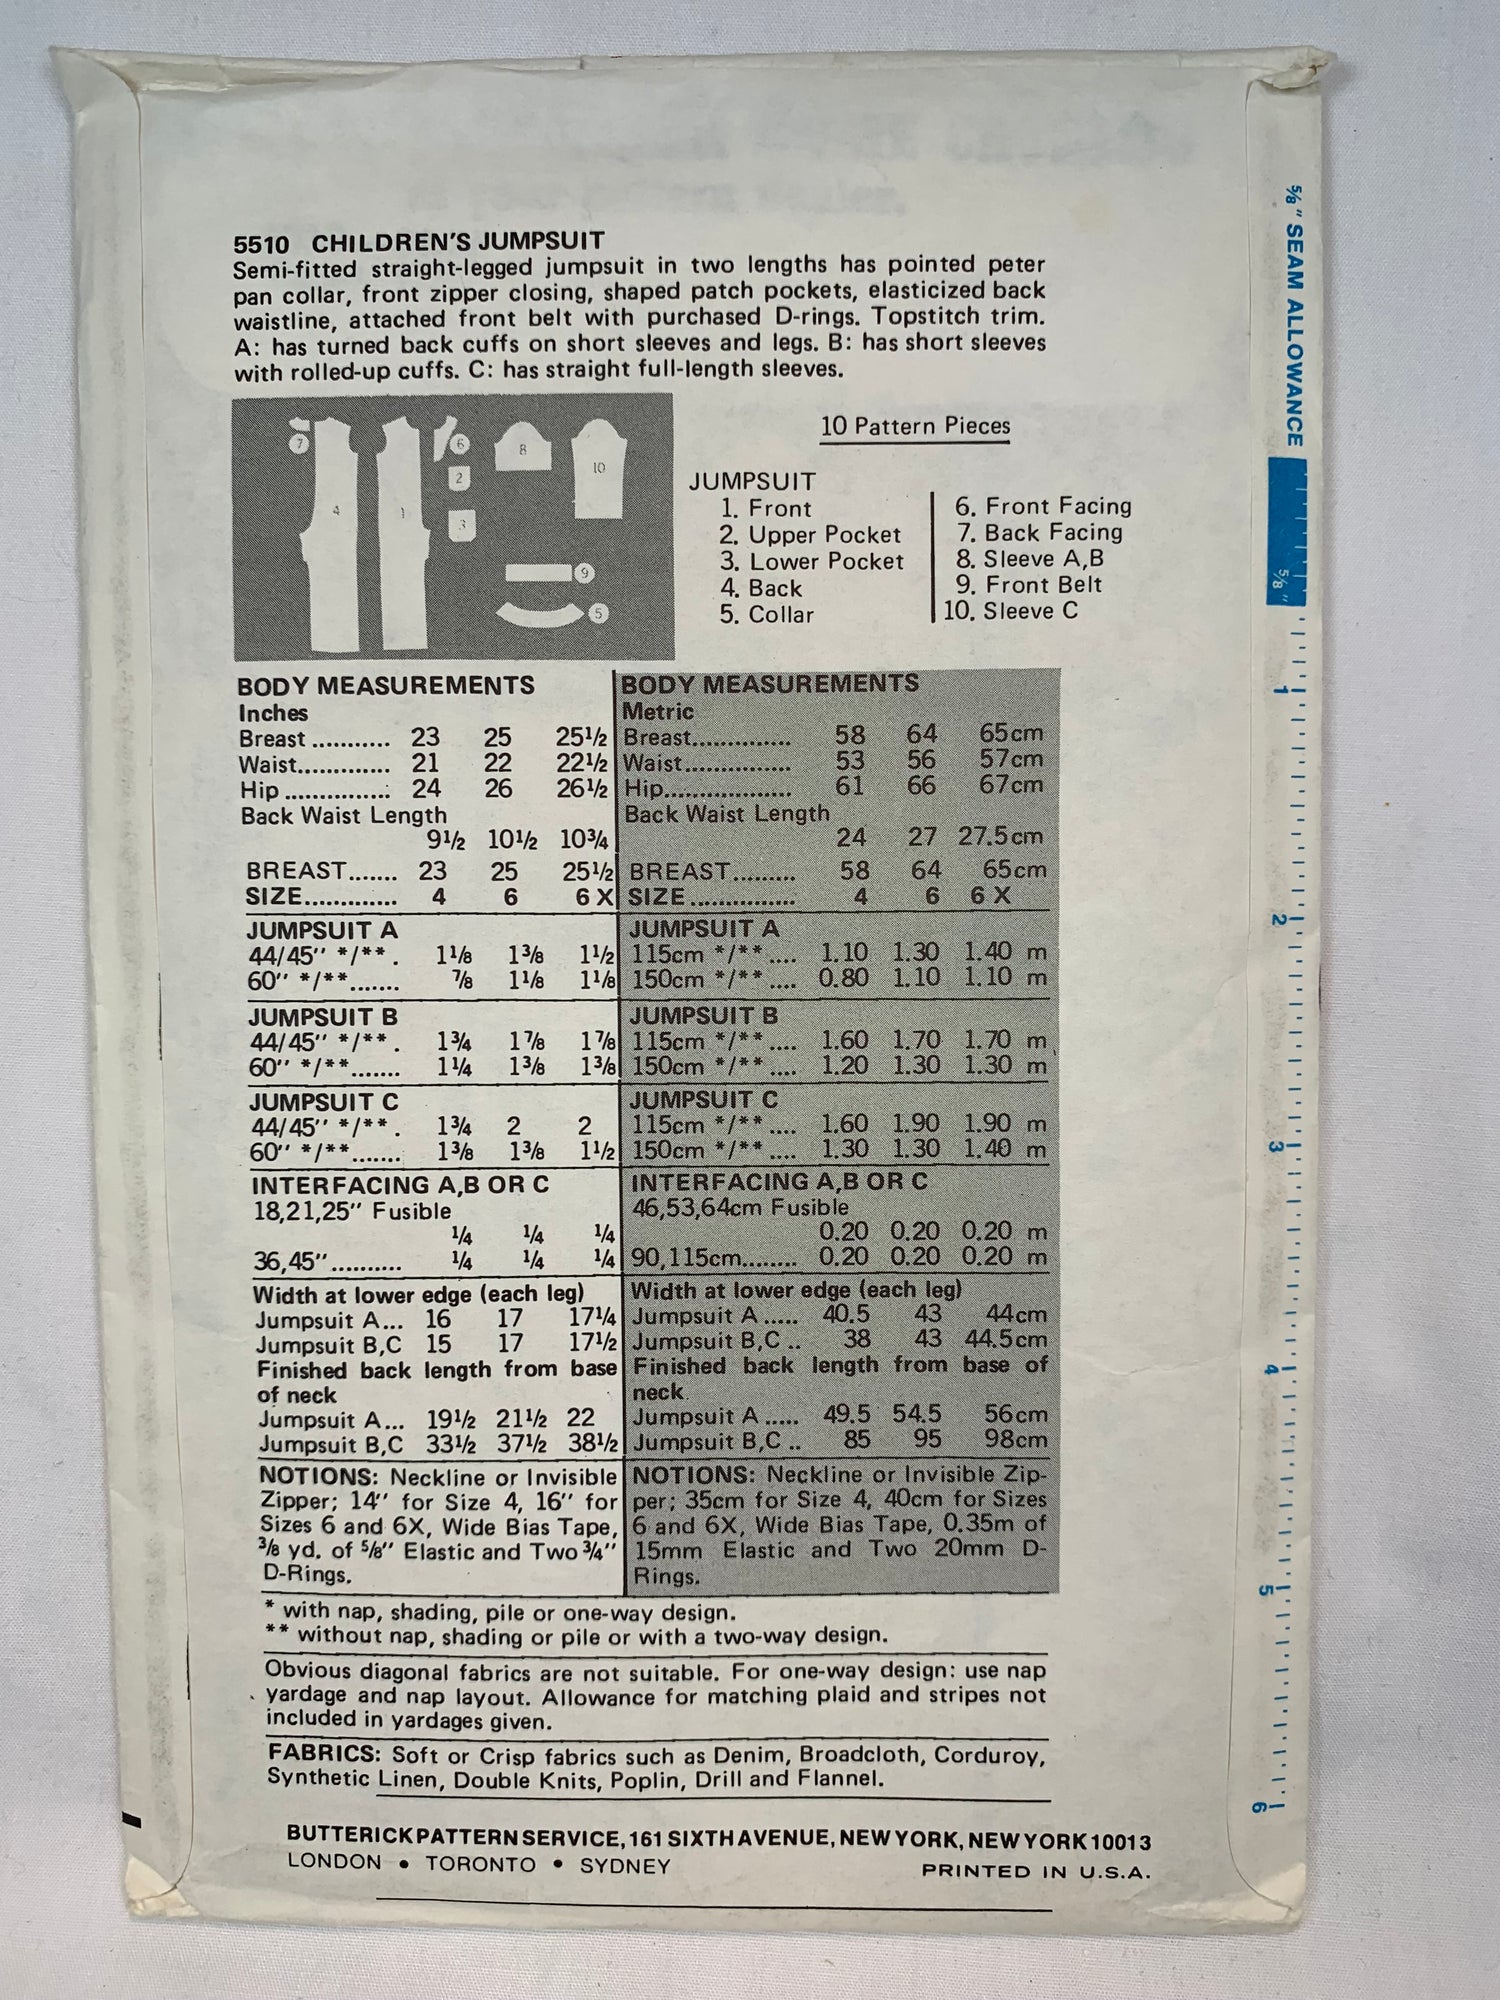 5510 CHILDREN'S JUMPSUIT
Semi-fitted straight-legged jumpsuit in two lengths has pointed peter
pan collar, front zipper closing, shaped patch pockets, elasticized back
waistline, attached front belt with purchased D-rings. Topstitch trim.
A: has turned back cuffs on short sleeves and legs. B: has short sleeves
with rolled-up cuffs. C: has straight full-length sleeves.
7
4
1
6
2
3
8
10
9
5
10 Pattern Pieces
JUMPSUIT
1. Front
2. Upper Pocket
3. Lower Pocket
4. Back
5. Collar
6. Front Facing
7. Back Facing
8. Sleeve A,B
9. Front Belt
10. Sleeve C
BODY MEASUREMENTS
Inches
Breast ........... 23 25 25½
Waist............. 21 22 22½
Hip ............... 24 26 26½
Back Waist Length
9½ 10½ 10¾
BREAST....... 23 25 25½
SIZE............. 4 6 6 X
JUMPSUIT A
44/45'' */** . 1⅛ 1⅜ 1½
60'' */**....... ⅞ 1⅛ 1⅛
JUMPSUIT B
44/45'' */** . 1¾ 1⅞ 1⅞
60'' */**....... 1¼ 1⅜ 1⅜
JUMPSUIT C
44/45'' */** . 1¾ 2 2
60'' */**....... 1⅜ 1⅜ 1½
INTERFACING A,B OR C
18,21,25'' Fusible
¼ ¼ ¼
36,45''.......... ¼ ¼ ¼
Width at lower edge (each leg)
Jumpsuit A... 16 17 17¼
Jumpsuit B,C 15 17 17½
Finished back length from base
of neck
Jumpsuit A... 19½ 21½ 22
Jumpsuit B,C 33½ 37½ 38½
NOTIONS: Neckline or Invisible
Zipper; 14'' for Size 4, 16'' for
Sizes 6 and 6X, Wide Bias Tape,
⅜ yd. of ⅝'' Elastic and Two ¾''
D-Rings.
BODY MEASUREMENTS
Metric
Breast.............. 58 64 65cm
Waist................ 53 56 57cm
Hip................... 61 66 67cm
Back Waist Length
24 27 27.5cm
BREAST......... 58 64 65cm
SIZE ............... 4 6 6 X
JUMPSUIT A
115cm */** .... 1.10 1.30 1.40 m
150cm */** .... 0.80 1.10 1.10 m
JUMPSUIT B
115cm */** .... 1.60 1.70 1.70 m
150cm */** .... 1.20 1.30 1.30 m
JUMPSUIT C
115cm */** .... 1.60 1.90 1.90 m
150cm */** .... 1.30 1.30 1.40 m
INTERFACING A,B OR C
46,53,64cm Fusible
0.20 0.20 0.20 m
90,115cm........ 0.20 0.20 0.20 m
Width at lower edge (each leg)
Jumpsuit A ..... 40.5 43 44cm
Jumpsuit B,C .. 38 43 44.5cm
Finished back length from base of
neck
Jumpsuit A ..... 49.5 54.5 56cm
Jumpsuit B,C .. 85 95 98cm
NOTIONS: Neckline or Invisible Zip-
per; 35cm for Size 4, 40cm for Sizes
6 and 6X, Wide Bias Tape, 0.35m of
15mm Elastic and Two 20mm D-
Rings.
* with nap, shading, pile or one-way design.
** without nap, shading or pile or with a two-way design.
Obvious diagonal fabrics are not suitable. For one-way design: use nap
yardage and nap layout. Allowance for matching plaid and stripes not
included in yardages given.
FABRICS: Soft or Crisp fabrics such as Denim, Broadcloth, Corduroy,
Synthetic Linen, Double Knits, Poplin, Drill and Flannel.
BUTTERICK PATTERN SERVICE, 161 SIXTH AVENUE, NEW YORK, NEW YORK 10013
LONDON • TORONTO • SYDNEY
PRINTED IN U.S.A.
⅝" SEAM ALLOWANCE
⅝"
1
2
3
4
5
6